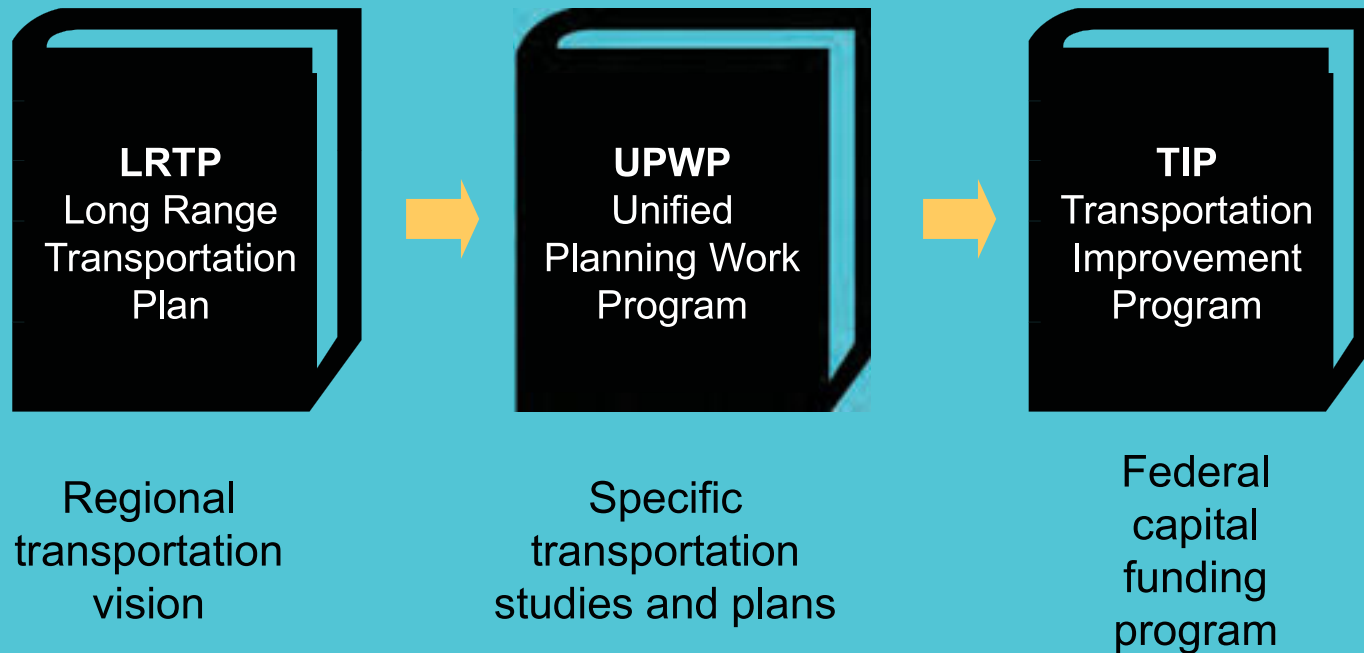 LRTP
Long Range
Transportation
Plan
UPWP
Unified
Planning Work
Program
TIP
Transportation
Improvement
Program
Regional
transportation
vision
Specific
transportation
studies and plans
Federal
capital
funding
program